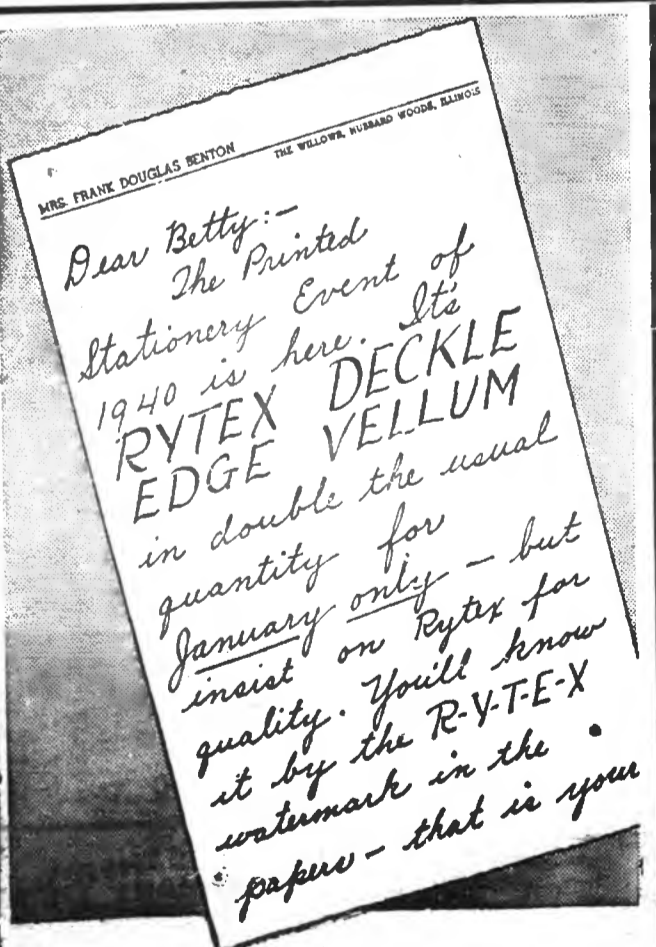 MRS. FRANK DOUGLAS BENTON THE WILLOWS, HUBBARD WOODS, ILLINOIS
Dear Betty:—
The Printed
Stationery Event of
1940 is here. It's
RYTEX DECKLE
EDGE VELLUM
in double the usual
quantity for
January only — but
insist on Rytex for
quality. You'll know
it by the R-Y-T-E-X
watermark in the
papers — that is your